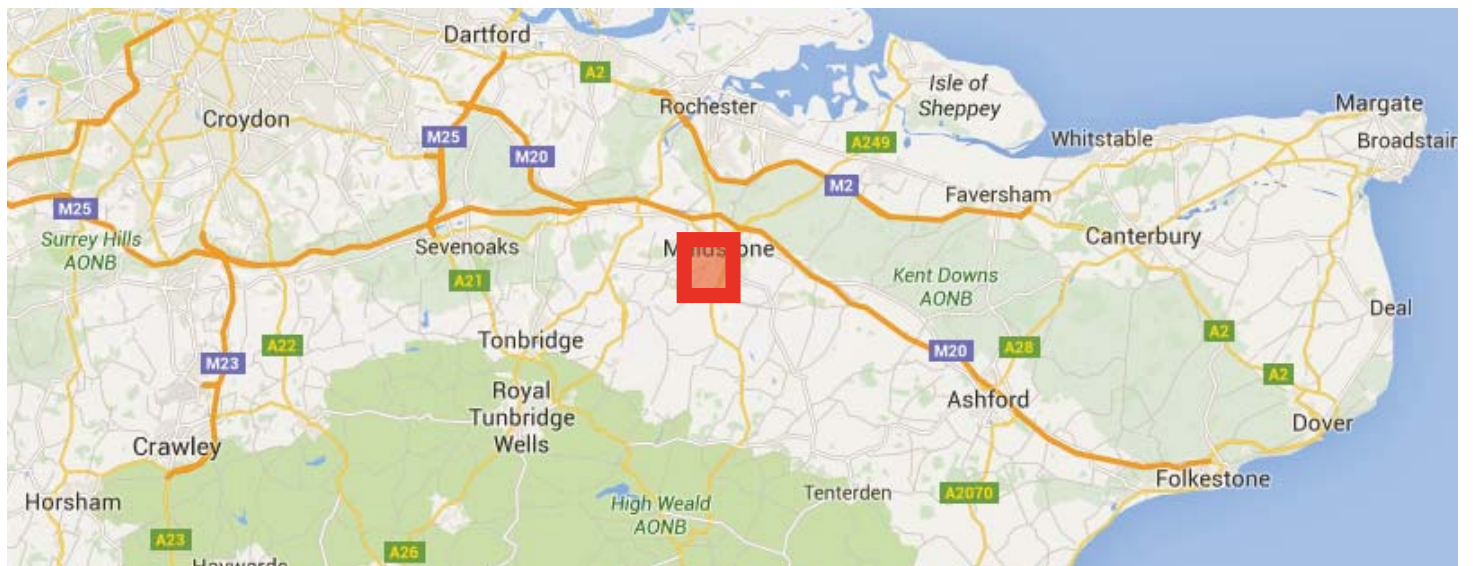 Dartford
A2
Isle of
Sheppey
Rochester
Margate
Croydon
M25
M20
A249
Whitstable
Broadstair
M2
Faversham
M25
Surrey Hills
AONB
Sevenoaks
Maidstone
Canterbury
A21
Kent Downs
AONB
Deal
Tonbridge
A22
M23
M20
A28
A2
A2
Royal
Tunbridge
Wells
Ashford
Dover
Crawley
Folkestone
Horsham
High Weald
AONB
Tenterden
A2070
A23
A26
Haywards